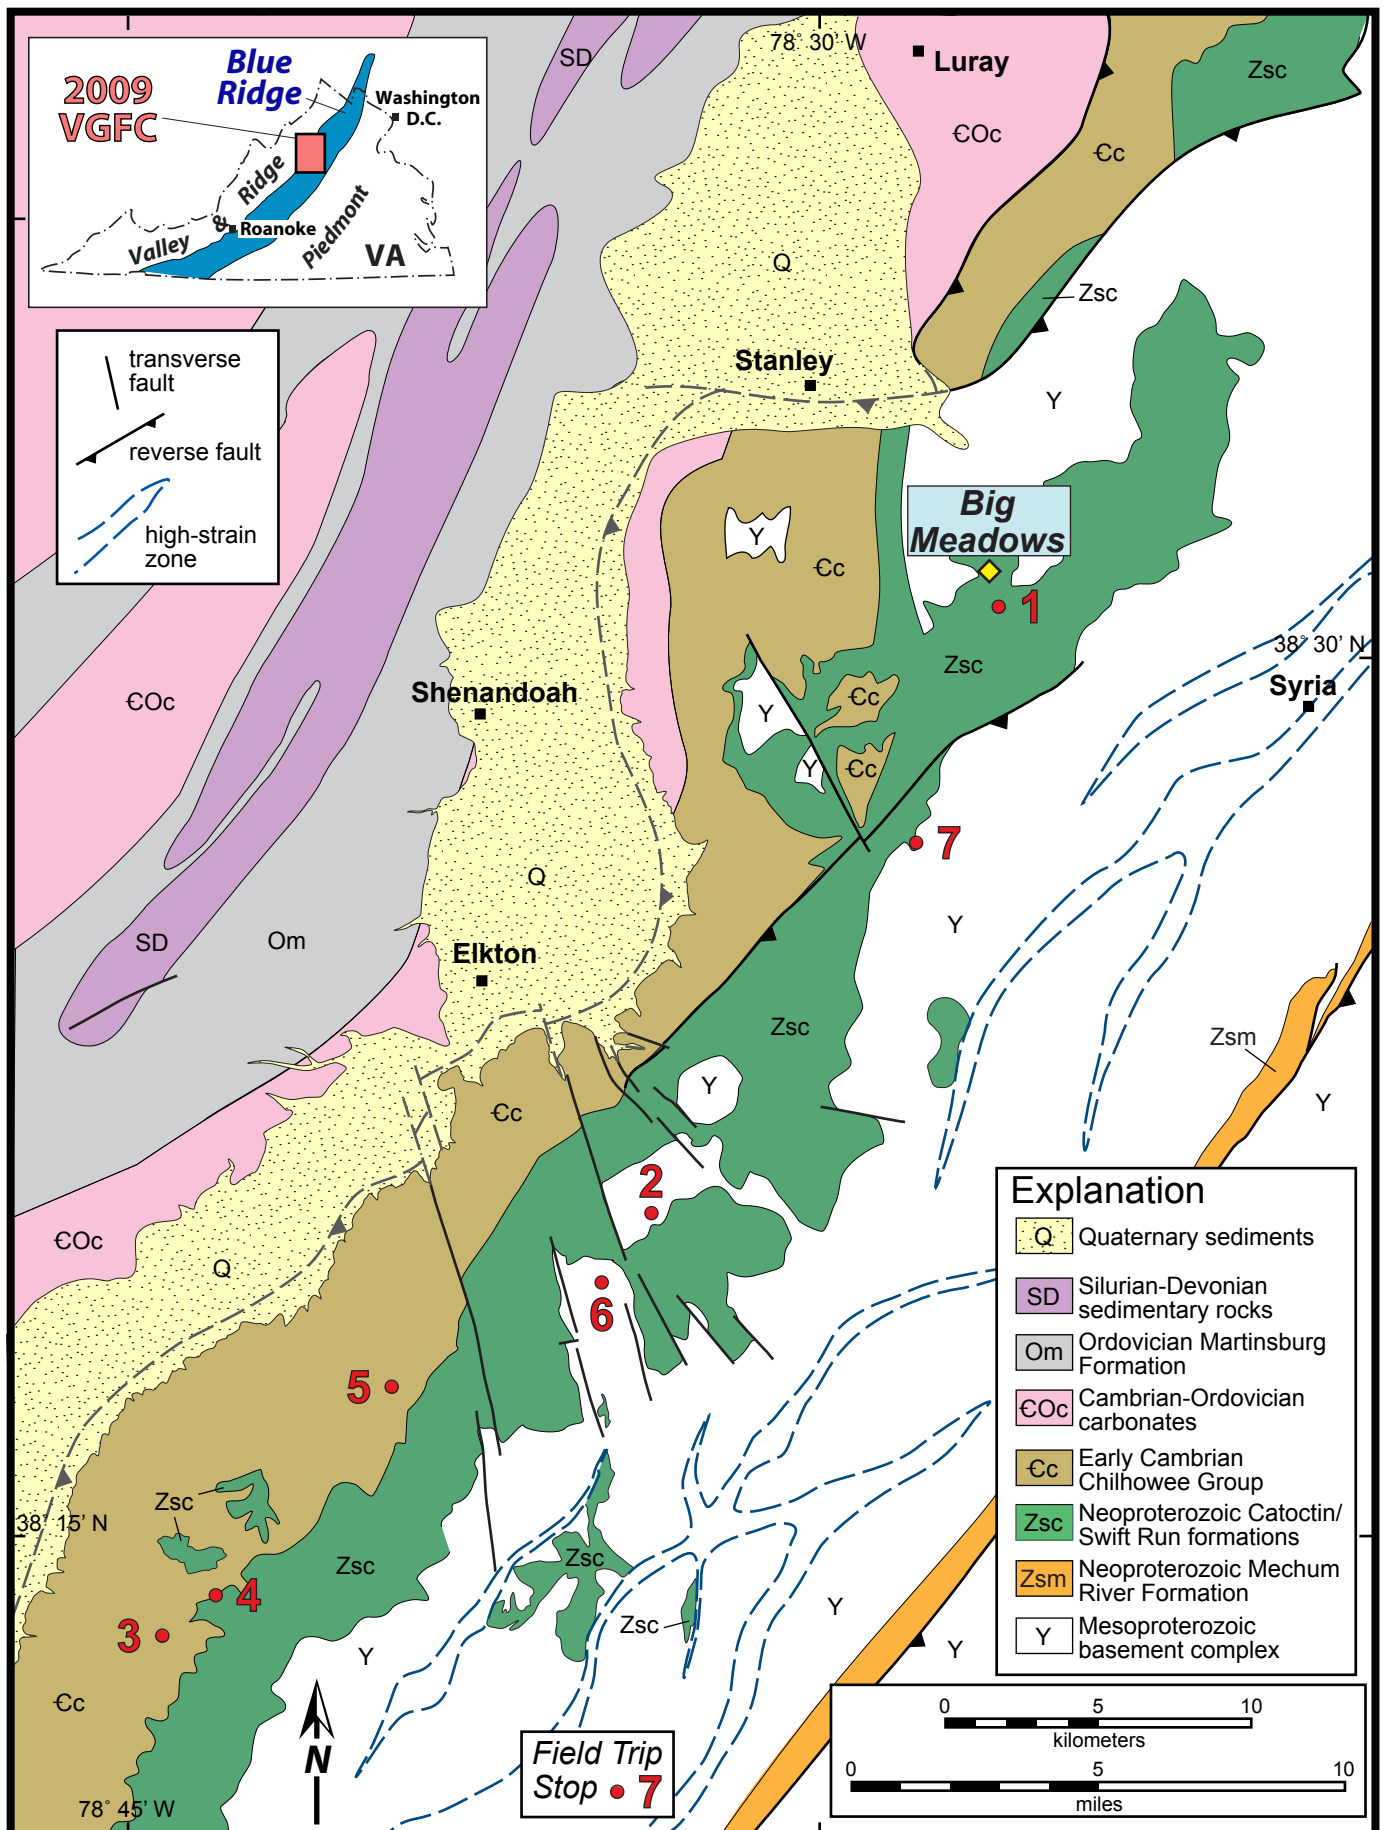 78° 30' W
Luray
SD
Zsc
2009
VGFC
Blue
Ridge
Washington
D.C.
Valley
&
Ridge
Roanoke
Piedmont
VA
ЄOc
Єc
Q
Zsc
transverse
fault
reverse fault
high-strain
zone
Stanley
Y
Big
Meadows
Y
Єc
1
38° 30' N
Zsc
Syria
Shenandoah
ЄOc
Y
Єc
Y
Єc
7
Q
Y
SD
Om
Elkton
Zsc
Zsm
Y
Y
Єc
2
ЄOc
Q
6
5
Explanation
Q Quaternary sediments
SD Silurian-Devonian
sedimentary rocks
Om Ordovician Martinsburg
Formation
ЄOc Cambrian-Ordovician
carbonates
Єc Early Cambrian
Chilhowee Group
Zsc Neoproterozoic Catoctin/
Swift Run formations
Zsm Neoproterozoic Mechum
River Formation
Y Mesoproterozoic
basement complex
Zsc
38° 15' N
Zsc
Zsc
4
3
Zsc
Y
Y
Y
Єc
N
Field Trip
Stop 7
0 5 10
kilometers
0 5 10
miles
78° 45' W